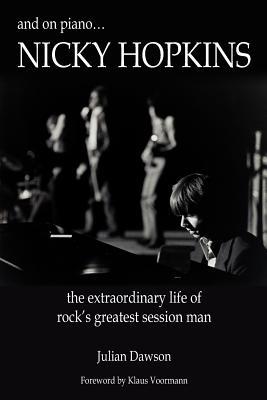 and on piano...
NICKY HOPKINS
the extraordinary life of
rock's greatest session man
Julian Dawson
Foreword by Klaus Voormann